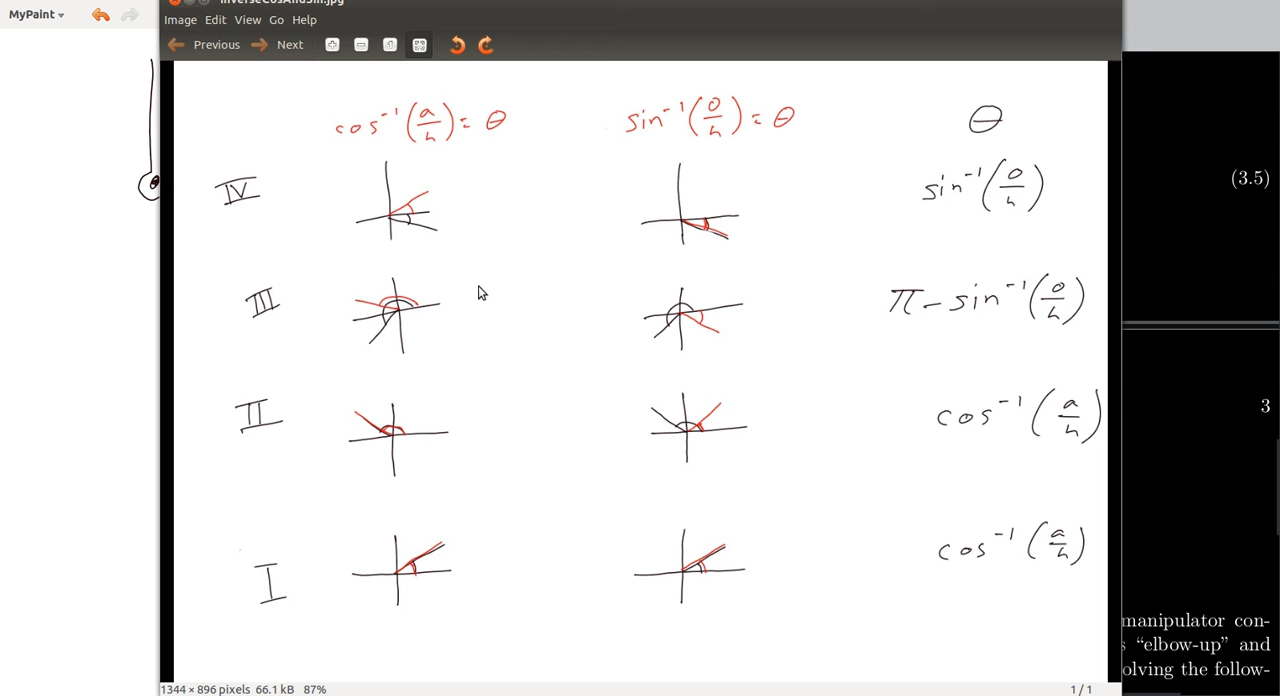 MyPaint
inverseCosAndSin.jpg
Image Edit View Go Help
Previous Next
cos⁻¹(a/h) = θ sin⁻¹(o/h) = θ θ
IV sin⁻¹(o/h)
(3.5)
III π - sin⁻¹(o/h)
II cos⁻¹(a/h)
3
I cos⁻¹(a/h)
manipulator con-
“elbow-up” and
olving the follow-
1344 × 896 pixels 66.1 kB 87% 1 / 1